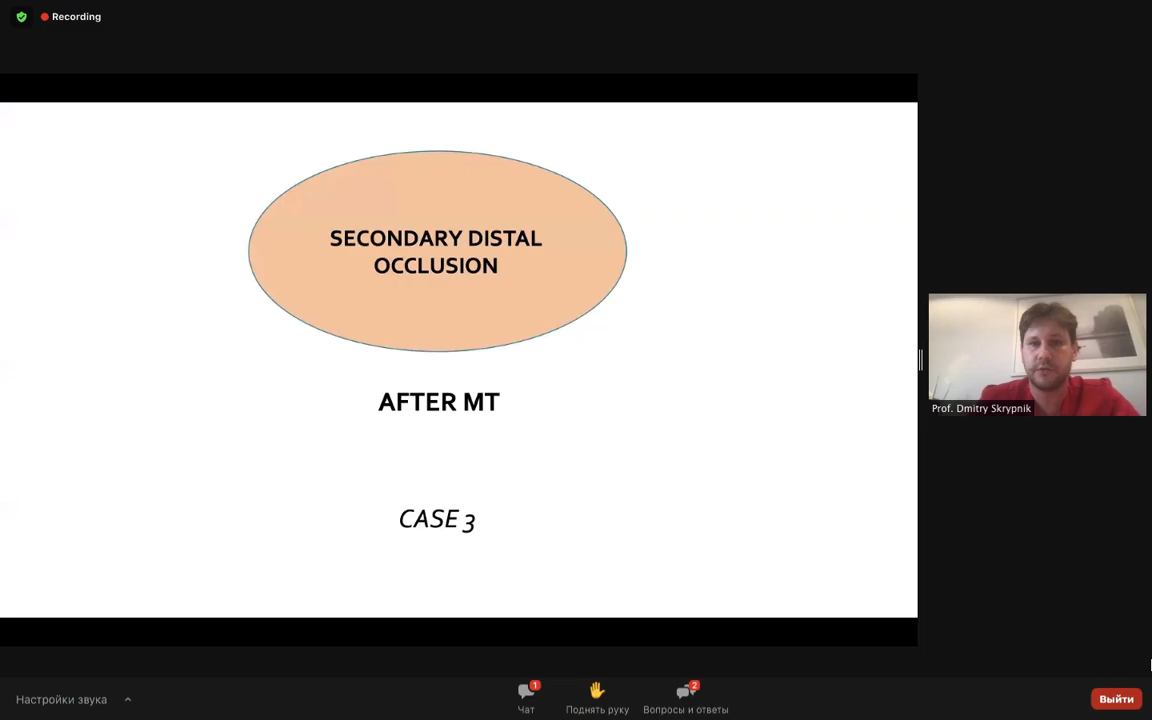 Recording
SECONDARY DISTAL
OCCLUSION
AFTER MT
CASE 3
Prof. Dmitry Skrypnik
Настройки звука
1
Чат
Поднять руку
2
Вопросы и ответы
Выйти